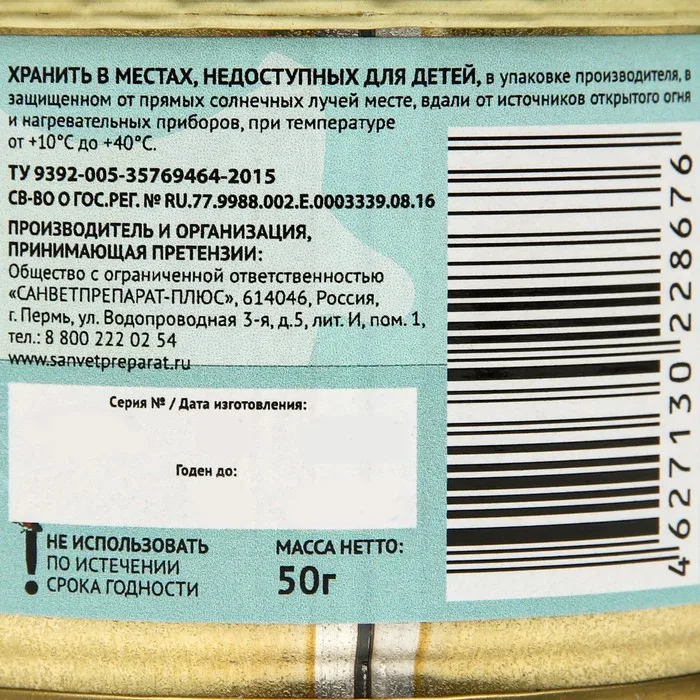 ХРАНИТЬ В МЕСТАХ, НЕДОСТУПНЫХ ДЛЯ ДЕТЕЙ, в упаковке производителя, в
защищенном от прямых солнечных лучей месте, вдали от источников открытого огня
и нагревательных приборов, при температуре
от +10°С до +40°С.
ТУ 9392-005-35769464-2015
СВ-ВО О ГОС.РЕГ. № RU.77.9988.002.Е.0003339.08.16
ПРОИЗВОДИТЕЛЬ И ОРГАНИЗАЦИЯ,
ПРИНИМАЮЩАЯ ПРЕТЕНЗИИ:
Общество с ограниченной ответственностью
«САНВЕТПРЕПАРАТ-ПЛЮС», 614046, Россия,
г. Пермь, ул. Водопроводная 3-я, д.5, лит. И, пом. 1,
тел.: 8 800 222 02 54
www.sanvetpreparat.ru
Серия № / Дата изготовления:
Годен до:
! НЕ ИСПОЛЬЗОВАТЬ
ПО ИСТЕЧЕНИИ
СРОКА ГОДНОСТИ
МАССА НЕТТО:
50г
4627130228676